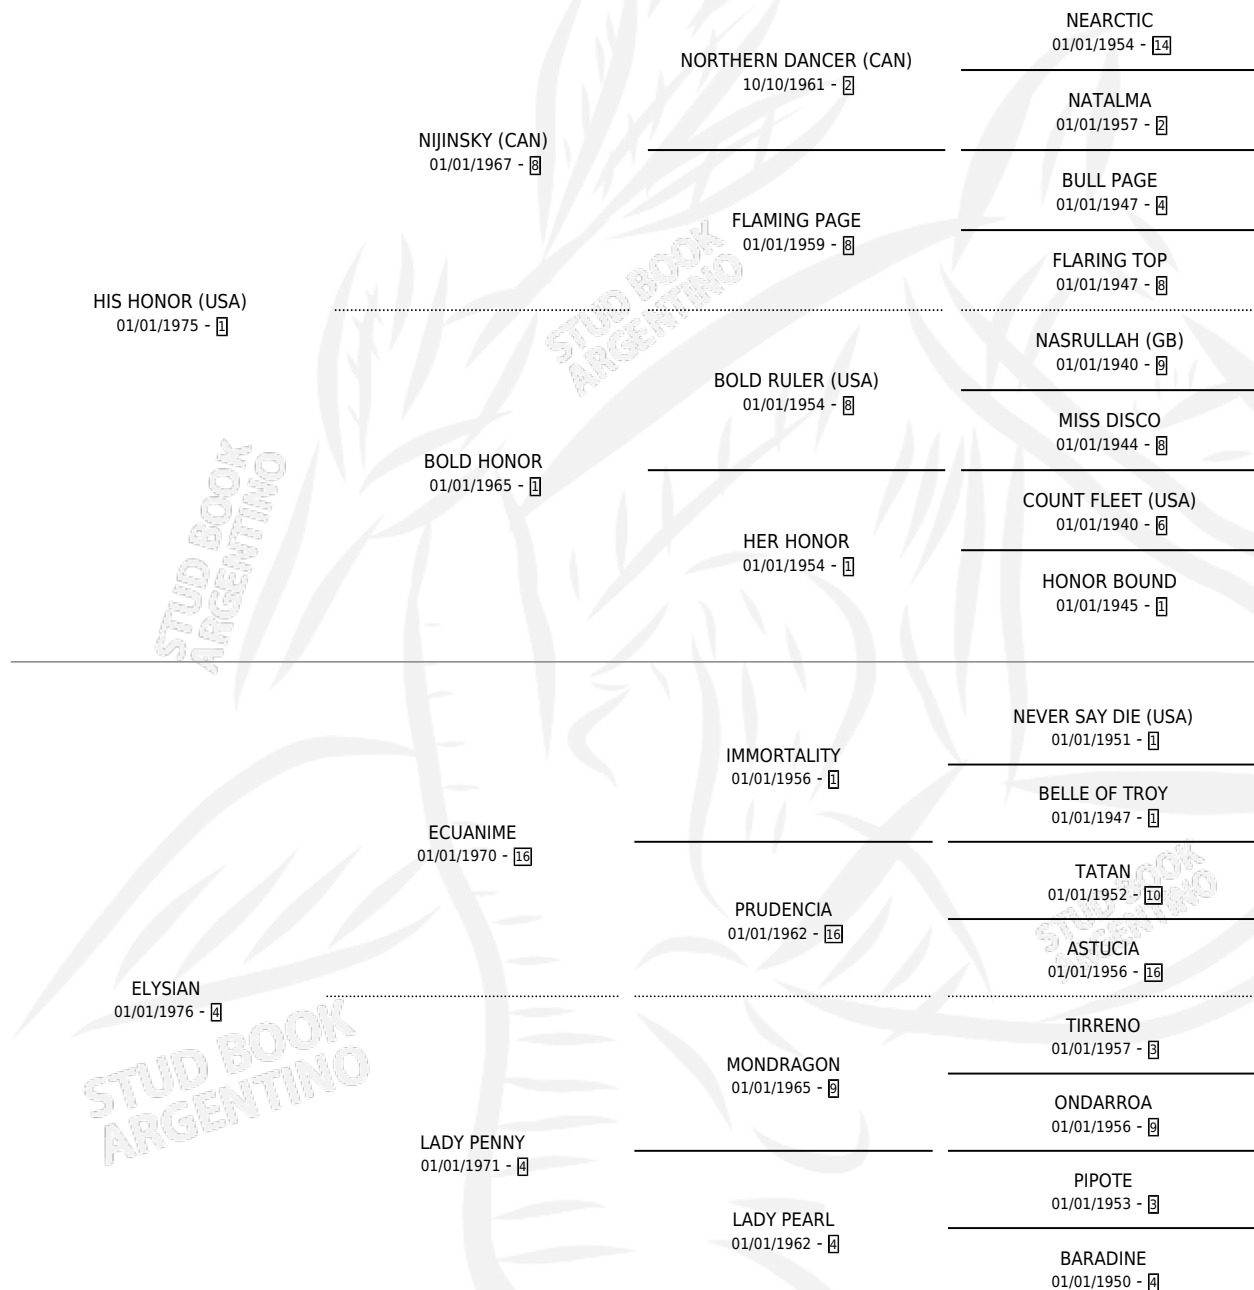 NEARCTIC
01/01/1954 - 14
NORTHERN DANCER (CAN)
10/10/1961 - 2
NATALMA
01/01/1957 - 2
NIJINSKY (CAN)
01/01/1967 - 8
BULL PAGE
01/01/1947 - 4
FLAMING PAGE
01/01/1959 - 8
FLARING TOP
01/01/1947 - 8
HIS HONOR (USA)
01/01/1975 - 1
STUD BOOK
ARGENTINO
NASRULLAH (GB)
01/01/1940 - 9
BOLD RULER (USA)
01/01/1954 - 8
MISS DISCO
01/01/1944 - 8
BOLD HONOR
01/01/1965 - 1
COUNT FLEET (USA)
01/01/1940 - 6
HER HONOR
01/01/1954 - 1
HONOR BOUND
01/01/1945 - 1
STUD BOOK
ARGENTINO
NEVER SAY DIE (USA)
01/01/1951 - 1
IMMORTALITY
01/01/1956 - 1
BELLE OF TROY
01/01/1947 - 1
ECUANIME
01/01/1970 - 16
TATAN
01/01/1952 - 10
PRUDENCIA
01/01/1962 - 16
ASTUCIA
01/01/1956 - 16
STUD BOOK
ARGENTINO
ELYSIAN
01/01/1976 - 4
STUD BOOK
ARGENTINO
TIRRENO
01/01/1957 - 3
MONDRAGON
01/01/1965 - 9
ONDARROA
01/01/1956 - 9
LADY PENNY
01/01/1971 - 4
PIPOTE
01/01/1953 - 3
LADY PEARL
01/01/1962 - 4
BARADINE
01/01/1950 - 4